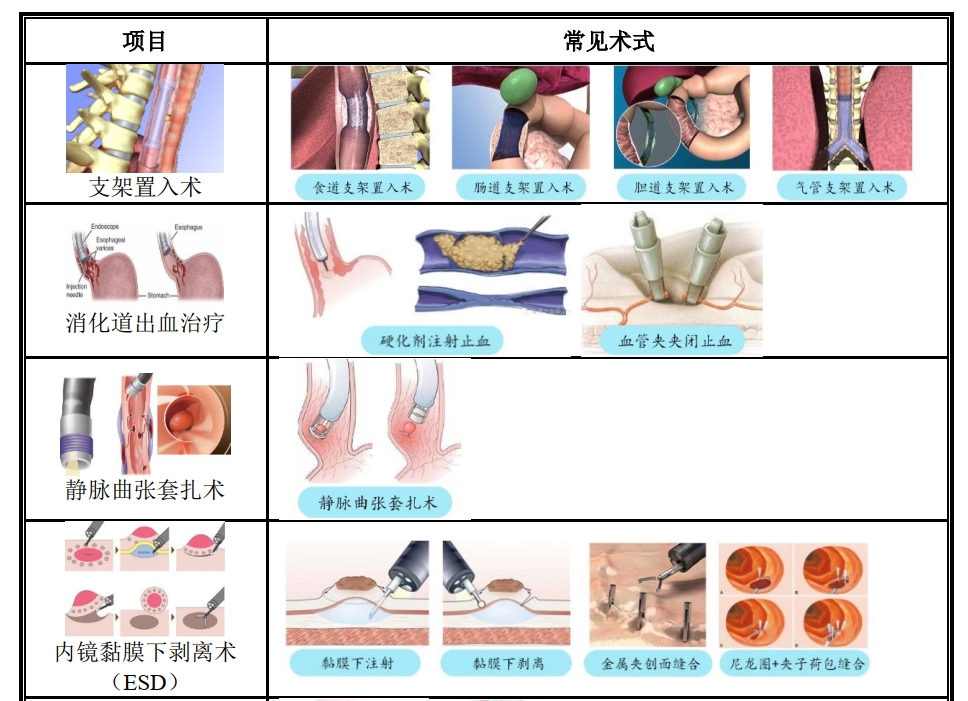 项目
常见术式
支架置入术
食道支架置入术
肠道支架置入术
胆道支架置入术
气管支架置入术
Endoscope
Esophageal
varices
Injection
needle
Esophagus
Stomach
消化道出血治疗
硬化剂注射止血
血管夹夹闭止血
静脉曲张套扎术
静脉曲张套扎术
内镜黏膜下剥离术
（ESD）
黏膜下注射
黏膜下剥离
金属夹创面缝合
A
B
C
D
尼龙圈+夹子荷包缝合